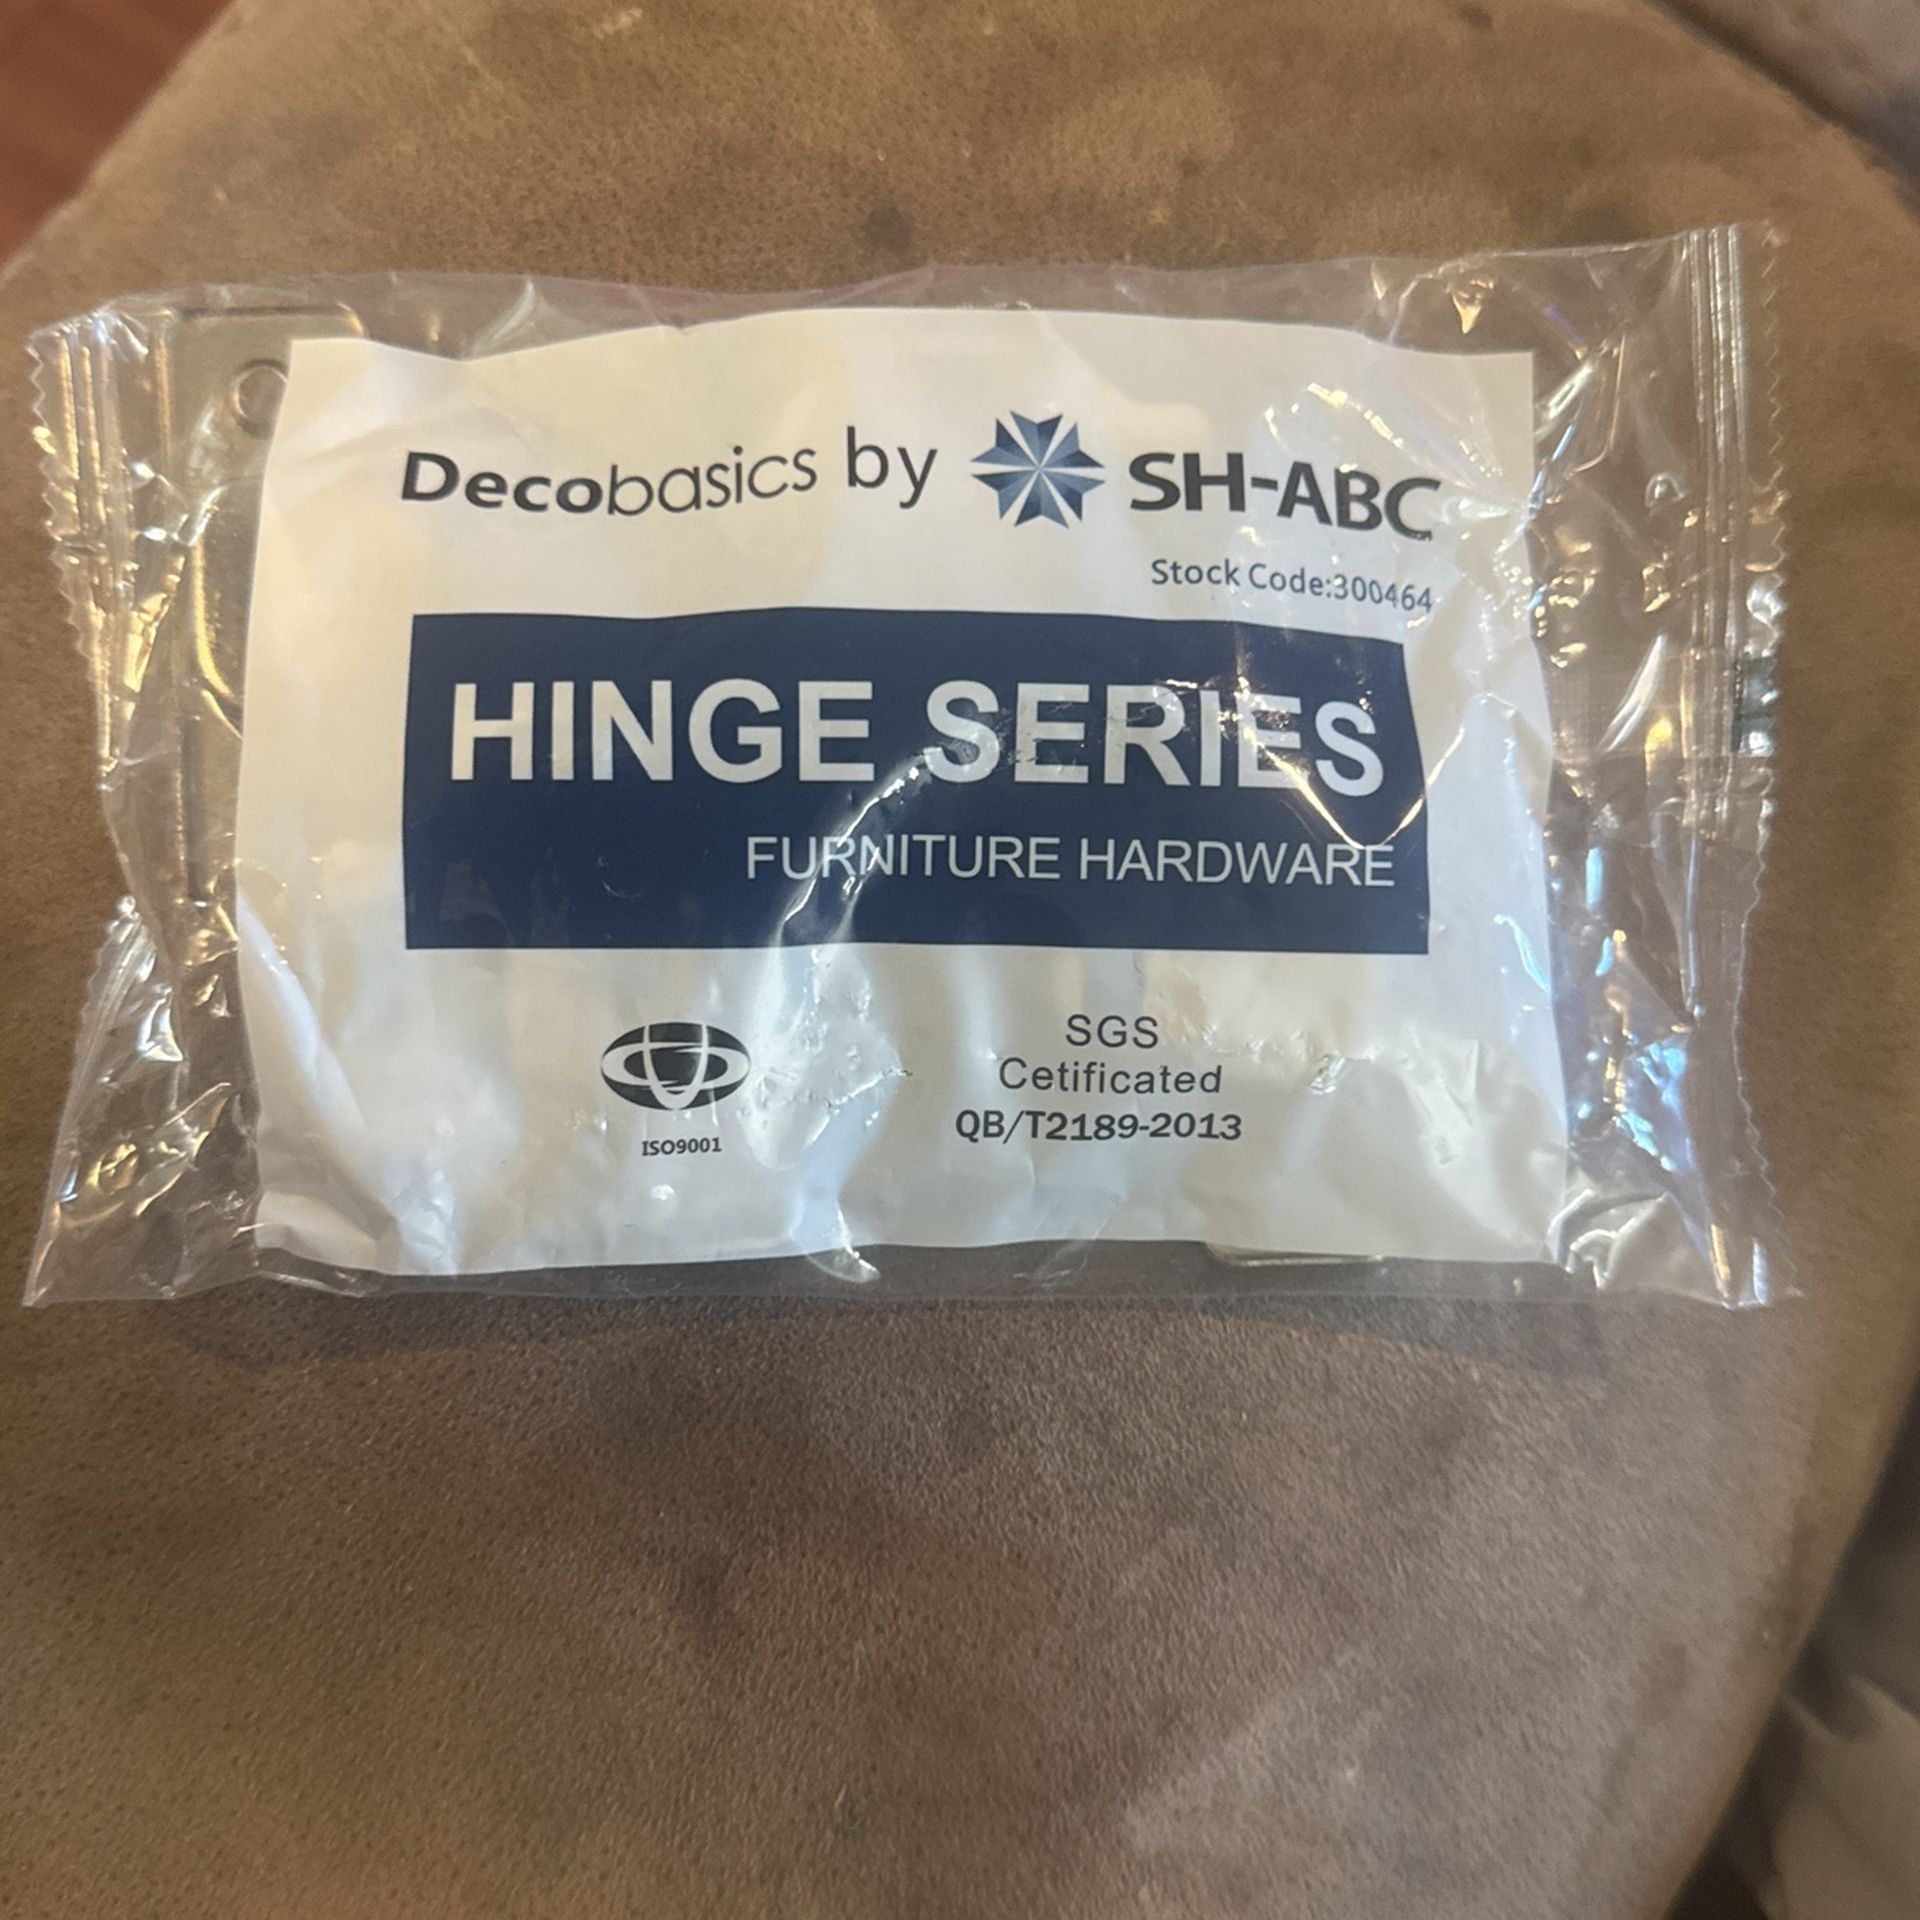 Decobasics by SH-ABC
Stock Code:300464
HINGE SERIES
FURNITURE HARDWARE
SGS
Cetificated
QB/T2189-2013
ISO9001